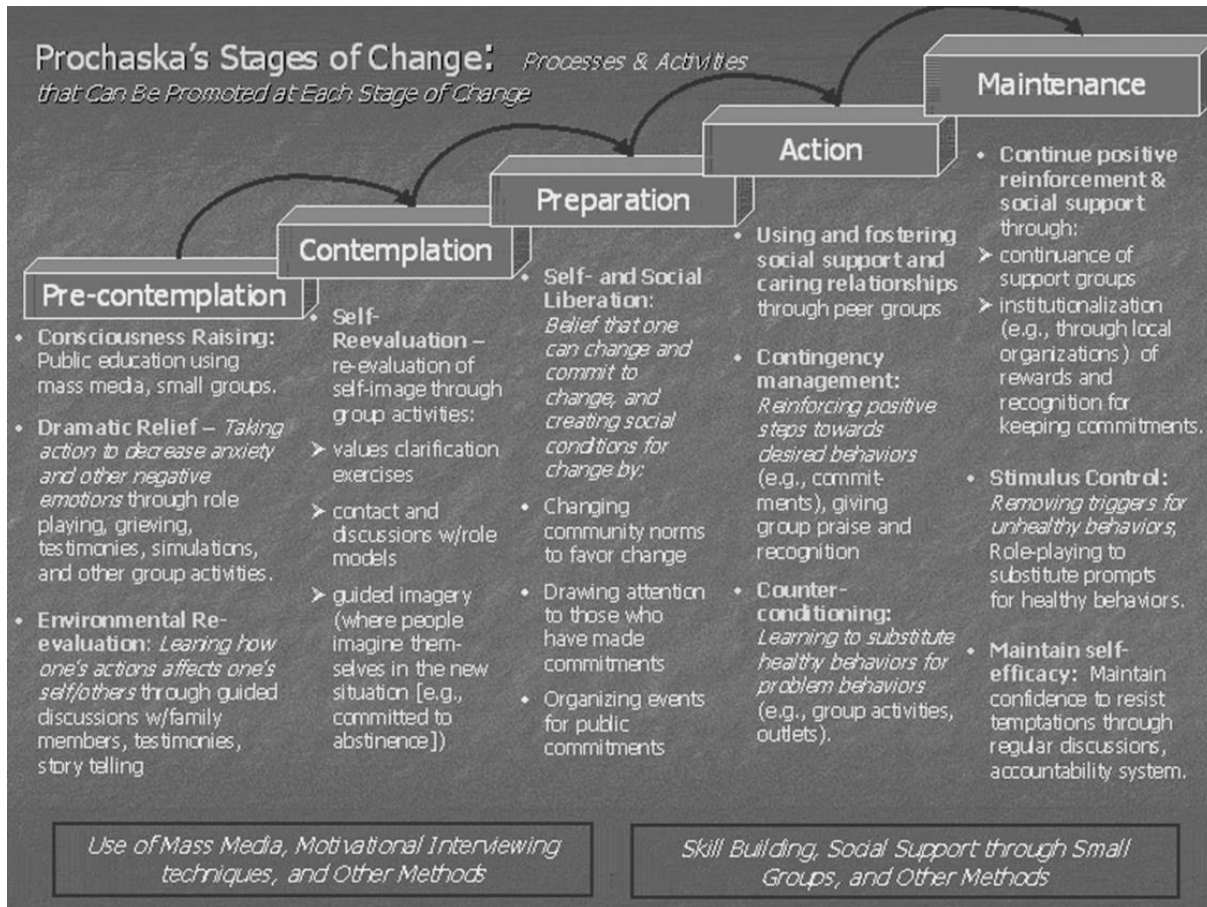 Prochaska's Stages of Change: Processes & Activities
that Can Be Promoted at Each Stage of Change
Pre-contemplation
• Consciousness Raising:
Public education using
mass media, small groups.
• Dramatic Relief – Taking
action to decrease anxiety
and other negative
emotions through role
playing, grieving,
testimonies, simulations,
and other group activities.
• Environmental Re-
evaluation: Learing how
one's actions affects one's
self/others through guided
discussions w/family
members, testimonies,
story telling
Contemplation
• Self-
Reevaluation –
re-evaluation of
self-image through
group activities:
➢ values clarification
exercises
➢ contact and
discussions w/role
models
➢ guided imagery
(where people
imagine them-
selves in the new
situation [e.g.,
committed to
abstinence])
Preparation
• Self- and Social
Liberation:
Belief that one
can change and
commit to
change, and
creating social
conditions for
change by:
• Changing
community norms
to favor change
• Drawing attention
to those who
have made
commitments
• Organizing events
for public
commitments
Action
• Using and fostering
social support and
caring relationships
through peer groups
• Contingency
management:
Reinforcing positive
steps towards
desired behaviors
(e.g., commit-
ments), giving
group praise and
recognition
• Counter-
conditioning:
Learning to substitute
healthy behaviors for
problem behaviors
(e.g., group activities,
outlets).
Maintenance
• Continue positive
reinforcement &
social support
through:
➢ continuance of
support groups
➢ institutionalization
(e.g., through local
organizations) of
rewards and
recognition for
keeping commitments.
• Stimulus Control:
Removing triggers for
unhealthy behaviors,
Role-playing to
substitute prompts
for healthy behaviors.
• Maintain self-
efficacy: Maintain
confidence to resist
temptations through
regular discussions,
accountability system.
Use of Mass Media, Motivational Interviewing
techniques, and Other Methods
Skill Building, Social Support through Small
Groups, and Other Methods